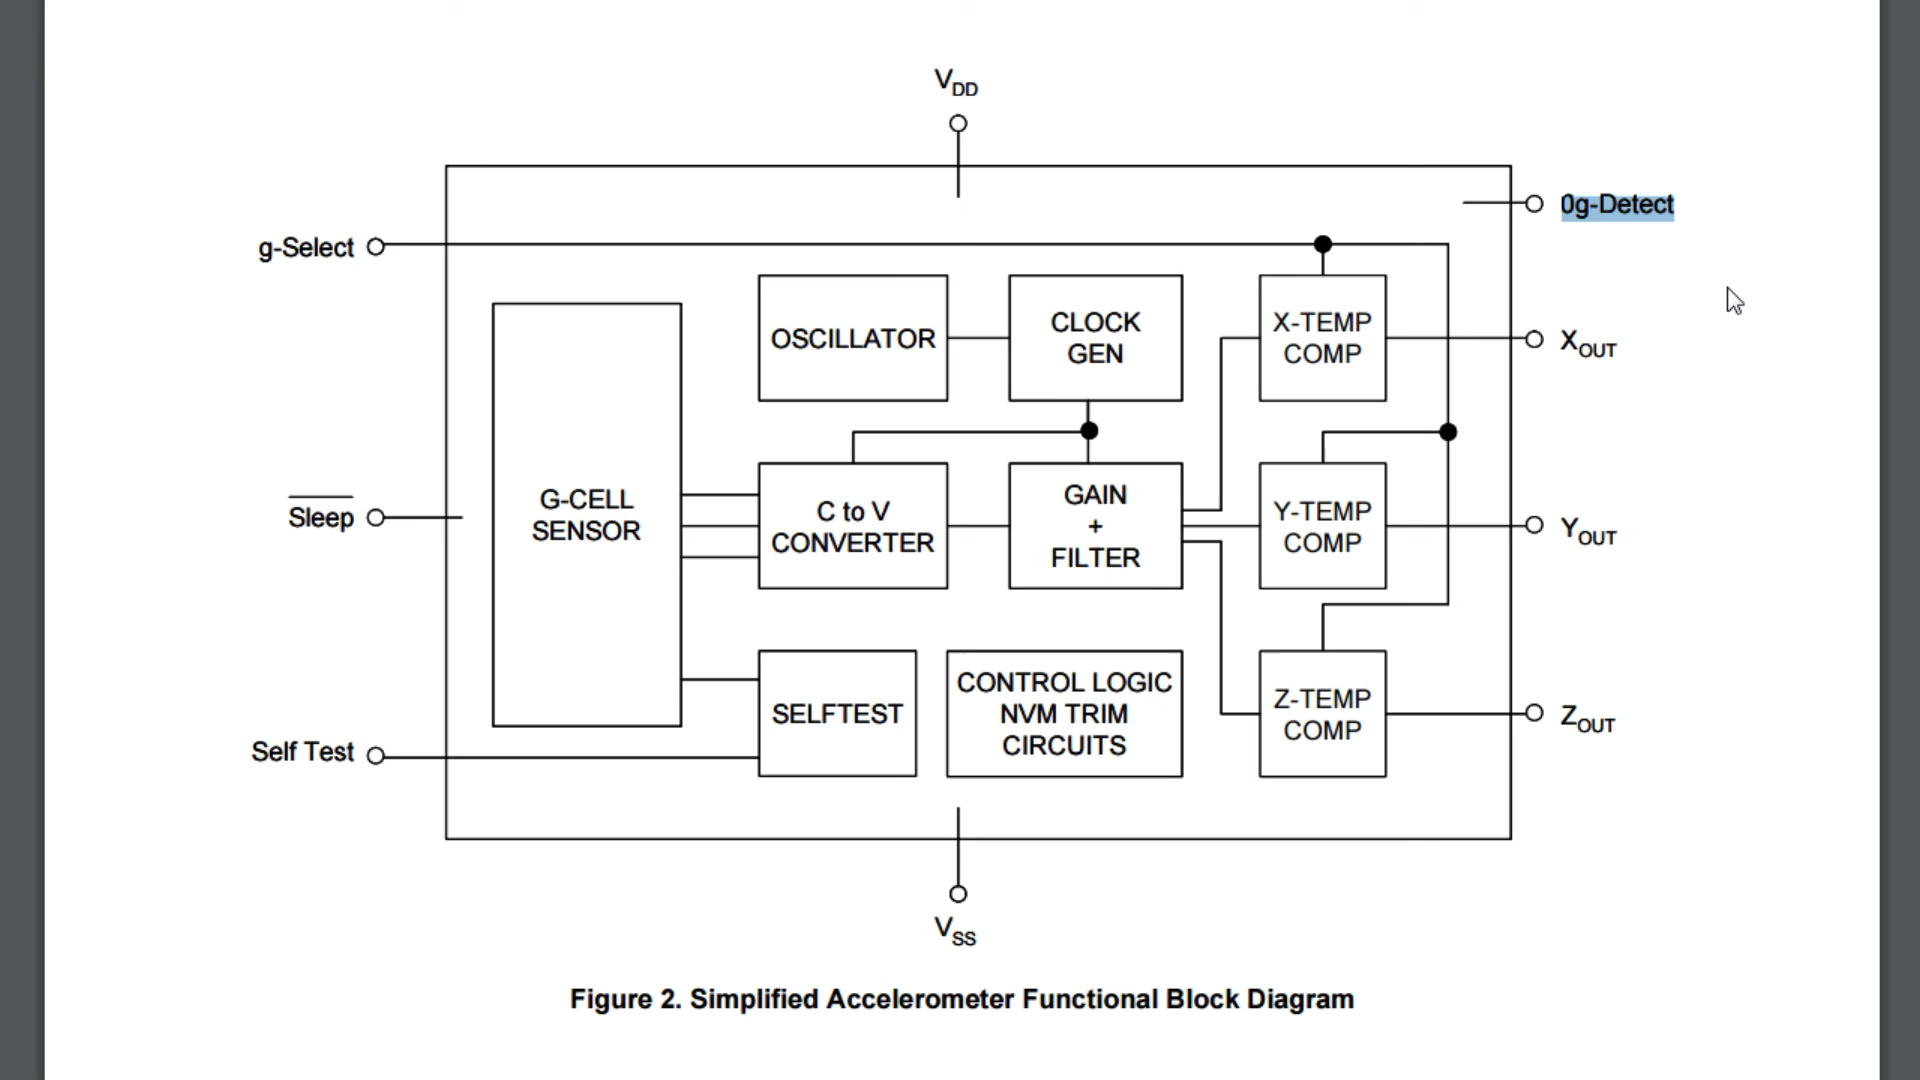 VDD
0g-Detect
g-Select
OSCILLATOR
CLOCK
GEN
X-TEMP
COMP
XOUT
G-CELL
SENSOR
Sleep
C to V
CONVERTER
GAIN
+
FILTER
Y-TEMP
COMP
YOUT
SELFTEST
CONTROL LOGIC
NVM TRIM
CIRCUITS
Z-TEMP
COMP
ZOUT
Self Test
VSS
Figure 2. Simplified Accelerometer Functional Block Diagram